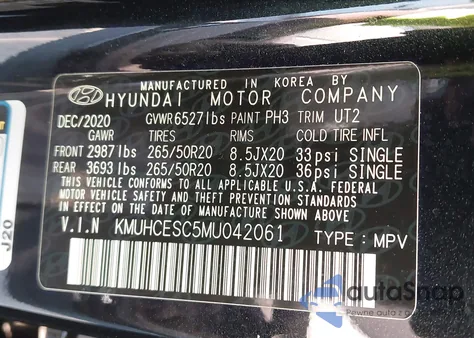 MANUFACTURED IN KOREA BY
HYUNDAI MOTOR COMPANY
DEC/2020 GVWR 6527lbs PAINT PH3 TRIM UT2
GAWR TIRES RIMS COLD TIRE INFL
FRONT 2987lbs 265/50R20 8.5JX20 33psi SINGLE
REAR 3693lbs 265/50R20 8.5JX20 36psi SINGLE
THIS VEHICLE CONFORMS TO ALL APPLICABLE U.S.A. FEDERAL
MOTOR VEHICLE SAFETY AND THEFT PREVENTION STANDARDS
IN EFFECT ON THE DATE OF MANUFACTURE SHOWN ABOVE.
V.I.N KMUHCESC5MU042061 TYPE : MPV
J20
autoSnap
Pewne auta z